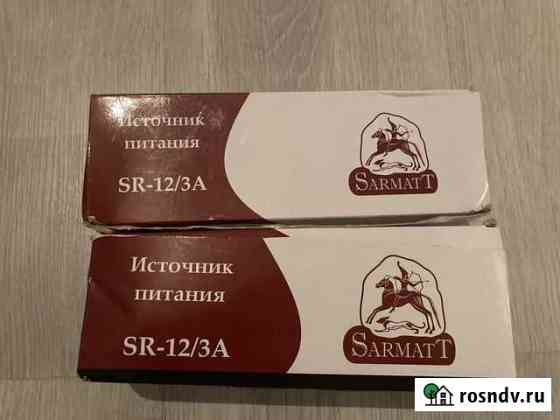 Источник
питания
SR-12/3A
SARMATT
Источник
питания
SR-12/3A
SARMATT
rosndv.ru